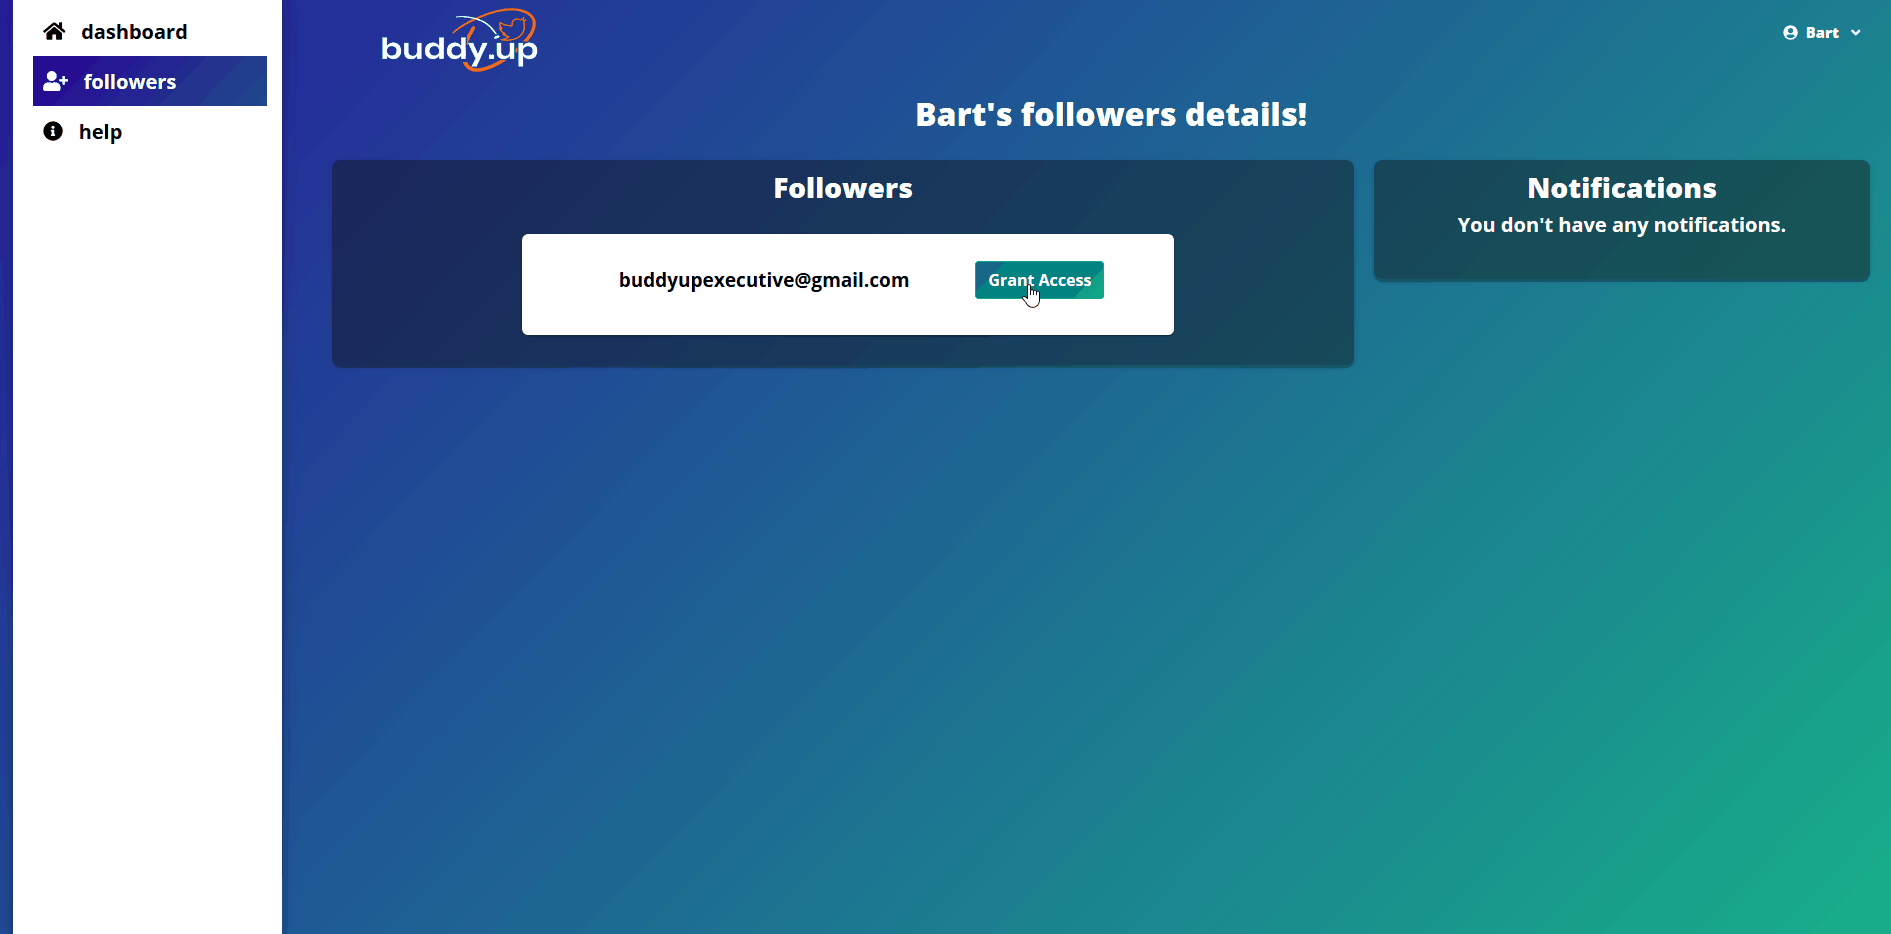 dashboard
followers
help
buddy.up
Bart
Bart's followers details!
Followers
buddyupexecutive@gmail.com
Grant Access
Notifications
You don't have any notifications.